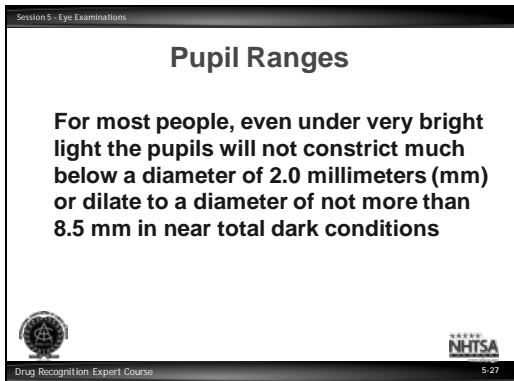 Session 5 - Eye Examinations
Pupil Ranges
For most people, even under very bright
light the pupils will not constrict much
below a diameter of 2.0 millimeters (mm)
or dilate to a diameter of not more than
8.5 mm in near total dark conditions
NHTSA
Drug Recognition Expert Course
5-27